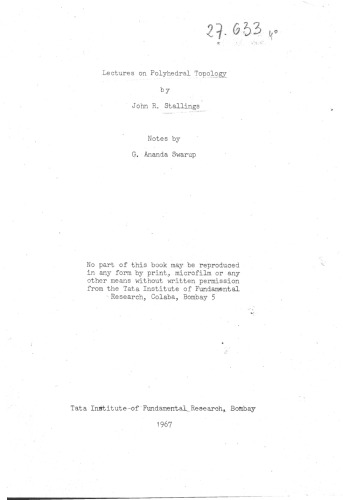 27.633 4°
Lectures on Polyhedral Topology
by
John R. Stallings
Notes by
G. Ananda Swarup
No part of this book may be reproduced
in any form by print, microfilm or any
other means without written permission
from the Tata Institute of Fundamental
Research, Colaba, Bombay 5
Tata Institute of Fundamental Research, Bombay
1967